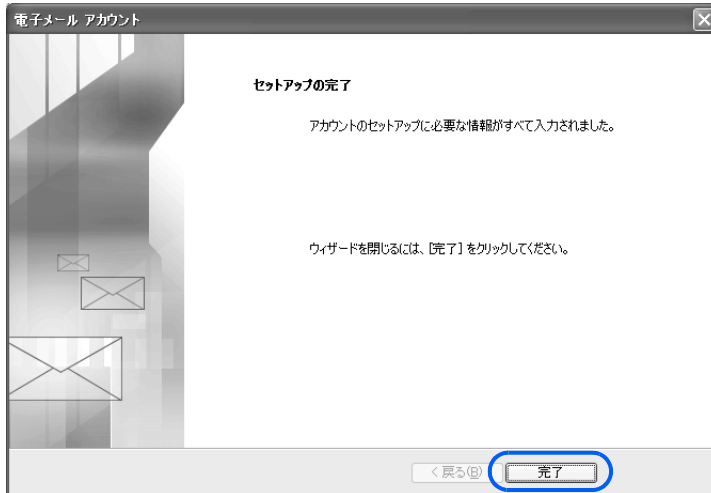 電子メール アカウント
セットアップの完了
アカウントのセットアップに必要な情報がすべて入力されました。
ウィザードを閉じるには、[完了] をクリックしてください。
< 戻る(B)
完了